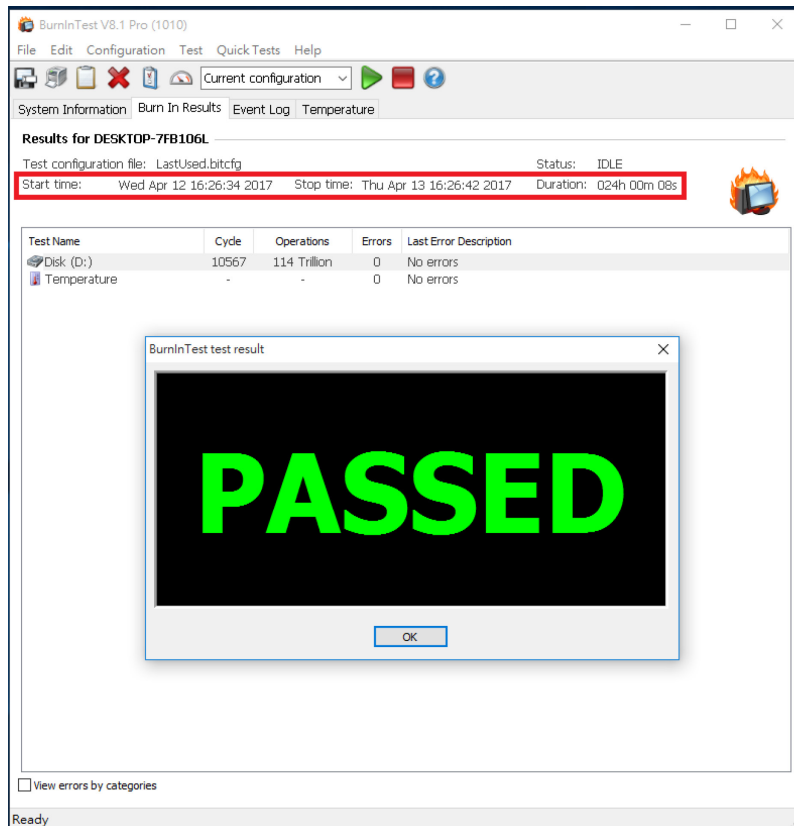 BurnInTest V8.1 Pro (1010)
File Edit Configuration Test Quick Tests Help
Current configuration
System Information Burn In Results Event Log Temperature
Results for DESKTOP-7FB106L
Test configuration file: LastUsed.bitcfg Status: IDLE
Start time: Wed Apr 12 16:26:34 2017 Stop time: Thu Apr 13 16:26:42 2017 Duration: 024h 00m 08s
Test Name Cycle Operations Errors Last Error Description
Disk (D:) 10567 114 Trillion 0 No errors
Temperature - - 0 No errors
BurnInTest test result
PASSED
OK
View errors by categories
Ready